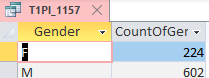 T1PI_1157
Gender CountOfGer
F 224
M 602